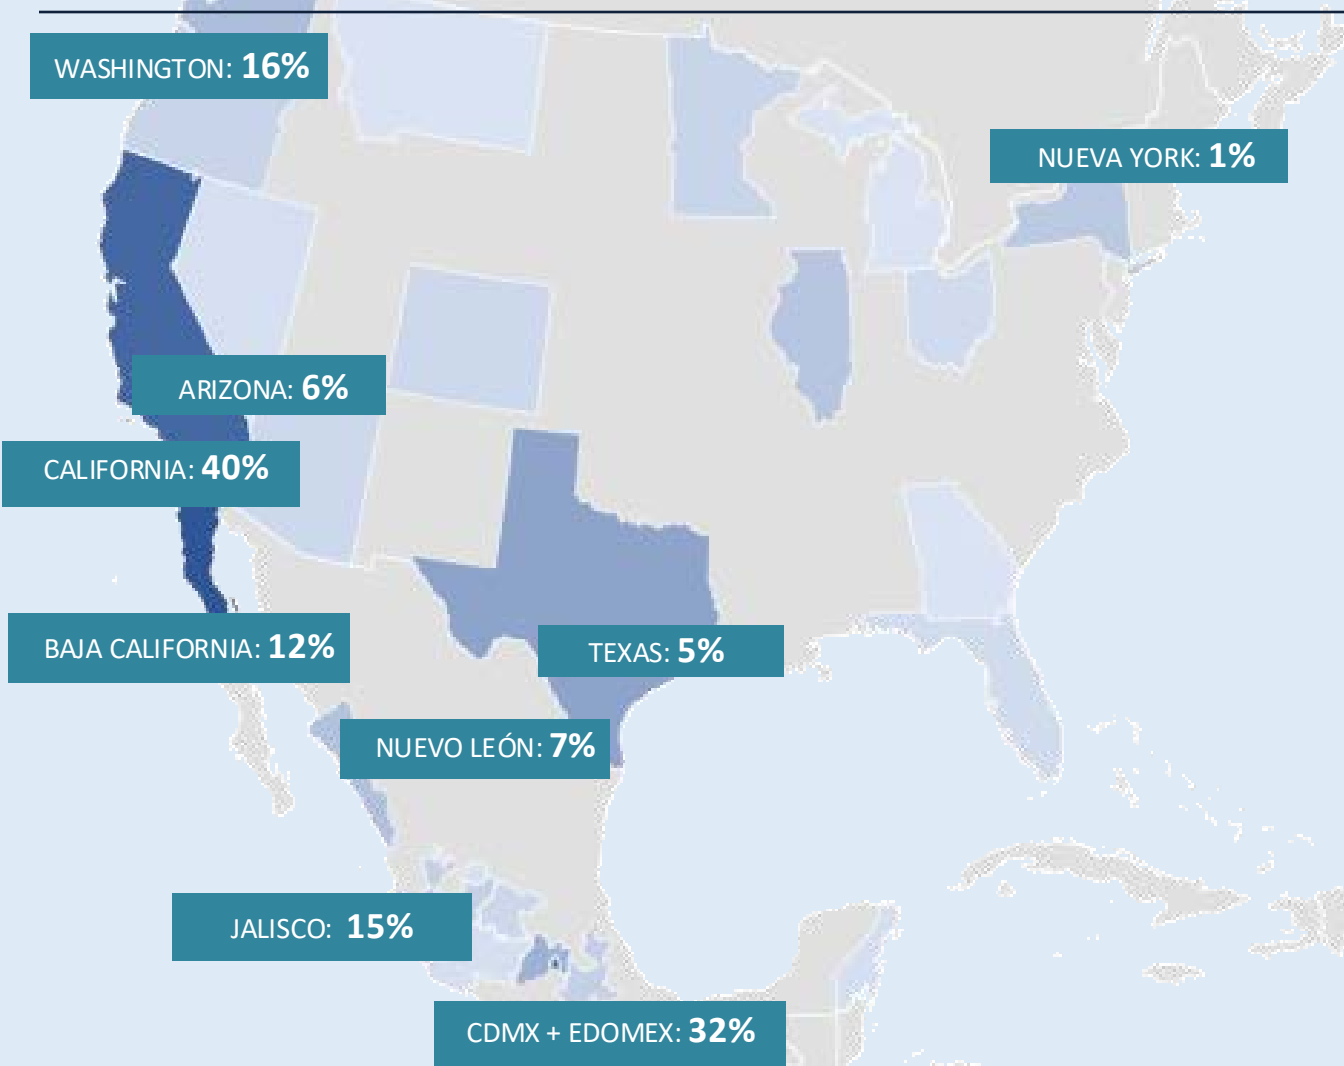 WASHINGTON: 16%
NUEVA YORK: 1%
ARIZONA: 6%
CALIFORNIA: 40%
BAJA CALIFORNIA: 12%
TEXAS: 5%
NUEVO LEÓN: 7%
JALISCO: 15%
CDMX + EDOMEX: 32%